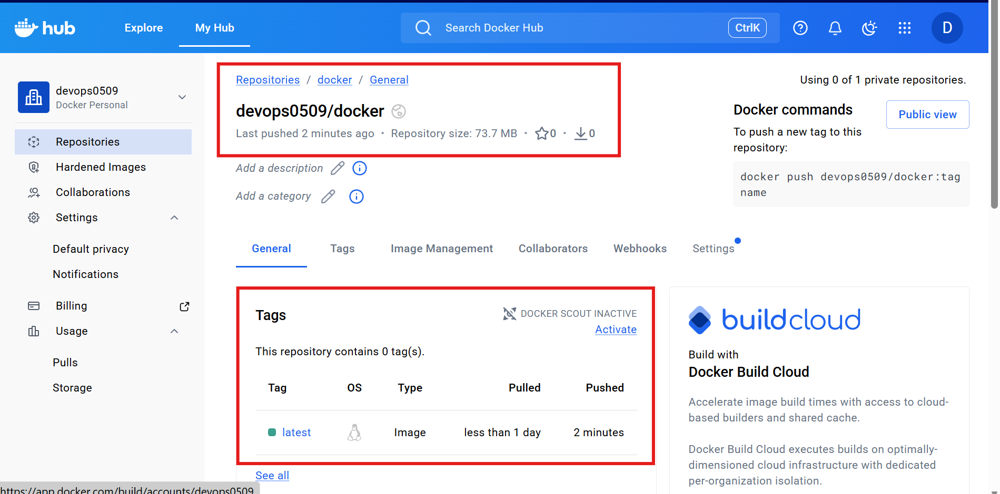 hub
Explore
My Hub
Search Docker Hub
CtrlK
D
devops0509
Docker Personal
Repositories
Hardened Images
Collaborations
Settings
Default privacy
Notifications
Billing
Usage
Pulls
Storage
Repositories / docker / General
devops0509/docker
Last pushed 2 minutes ago • Repository size: 73.7 MB • 0 • 0
Add a description
Add a category
Using 0 of 1 private repositories.
Docker commands
Public view
To push a new tag to this
repository:
docker push devops0509/docker:tag
name
General
Tags
Image Management
Collaborators
Webhooks
Settings
Tags
DOCKER SCOUT INACTIVE
Activate
This repository contains 0 tag(s).
Tag OS Type Pulled Pushed
latest Image less than 1 day 2 minutes
See all
buildcloud
Build with
Docker Build Cloud
Accelerate image build times with access to cloud-
based builders and shared cache.
Docker Build Cloud executes builds on optimally-
dimensioned cloud infrastructure with dedicated
per-organization isolation.
https://app.docker.com/build/accounts/devops0509